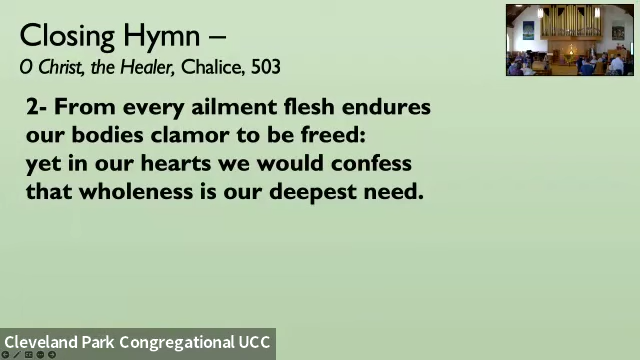 Closing Hymn –
O Christ, the Healer, Chalice, 503
2- From every ailment flesh endures
our bodies clamor to be freed:
yet in our hearts we would confess
that wholeness is our deepest need.
Cleveland Park Congregational UCC